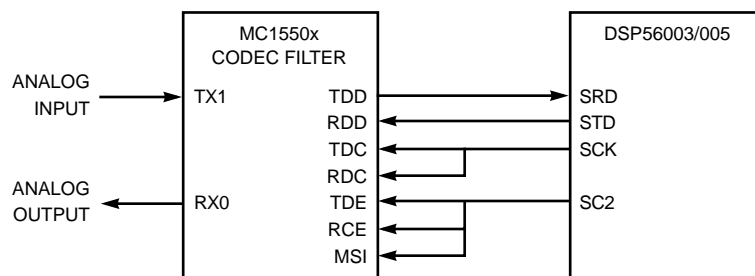 MC1550x
CODEC FILTER
DSP56003/005
ANALOG
INPUT
TX1
TDD
SRD
RDD
STD
TDC
SCK
RDC
ANALOG
OUTPUT
RX0
TDE
SC2
RCE
MSI